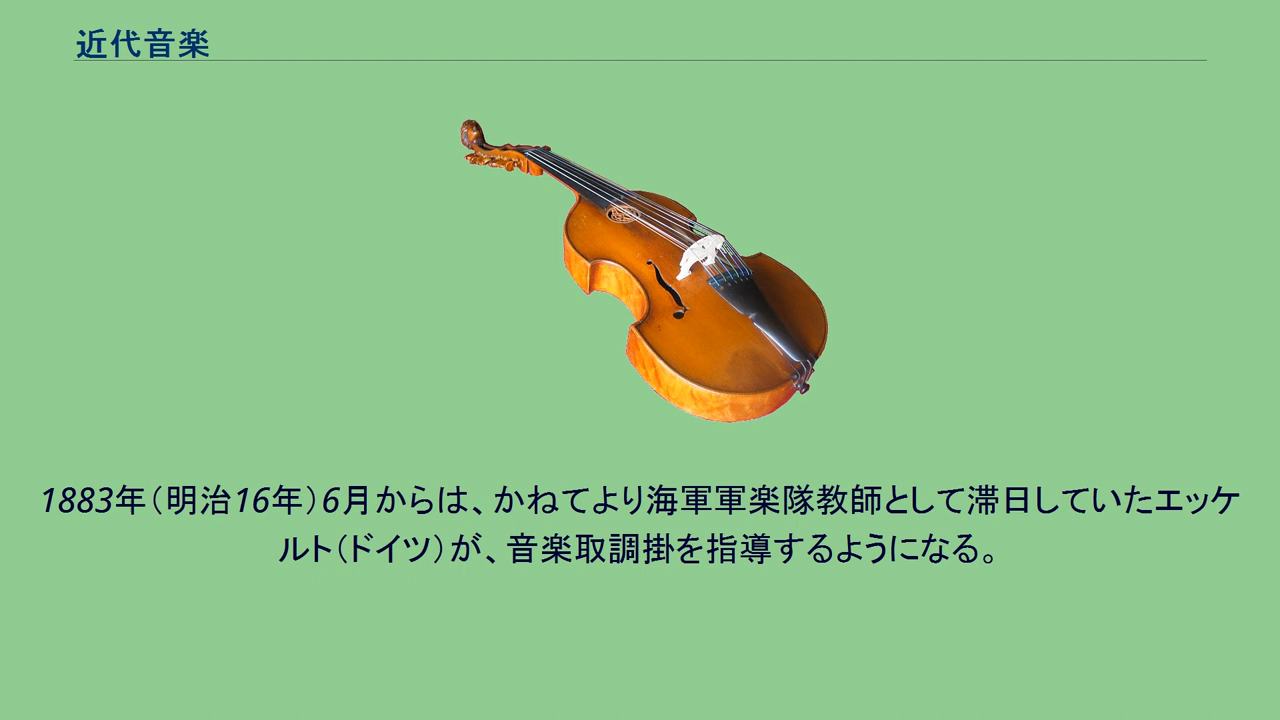 近代音楽
1883年（明治16年）6月からは、かねてより海軍軍楽隊教師として滞日していたエッケ
ルト（ドイツ）が、音楽取調掛を指導するようになる。